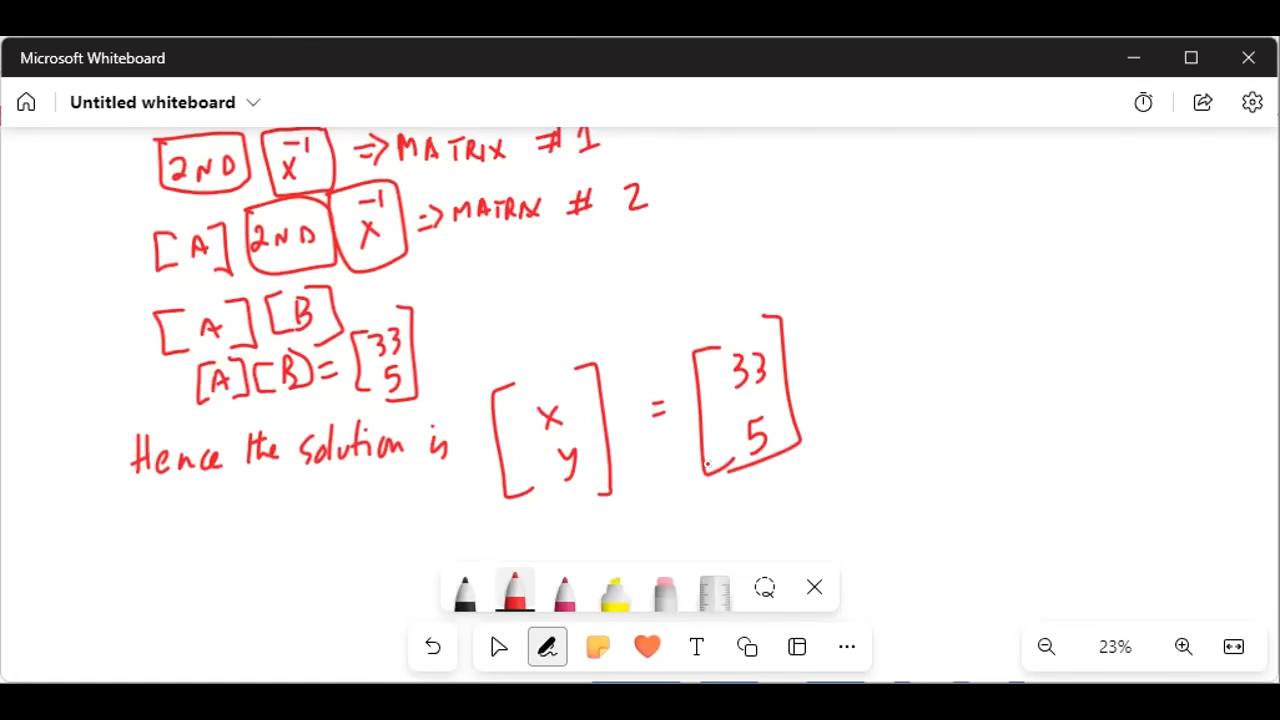 Microsoft Whiteboard
Untitled whiteboard
2ND x⁻¹ => MATRIX # 1
[A] 2ND x⁻¹ => MATRIX # 2
[A] [B]
[A] [B] = [33 5]
Hence the solution is [x y] = [33 5]
23%